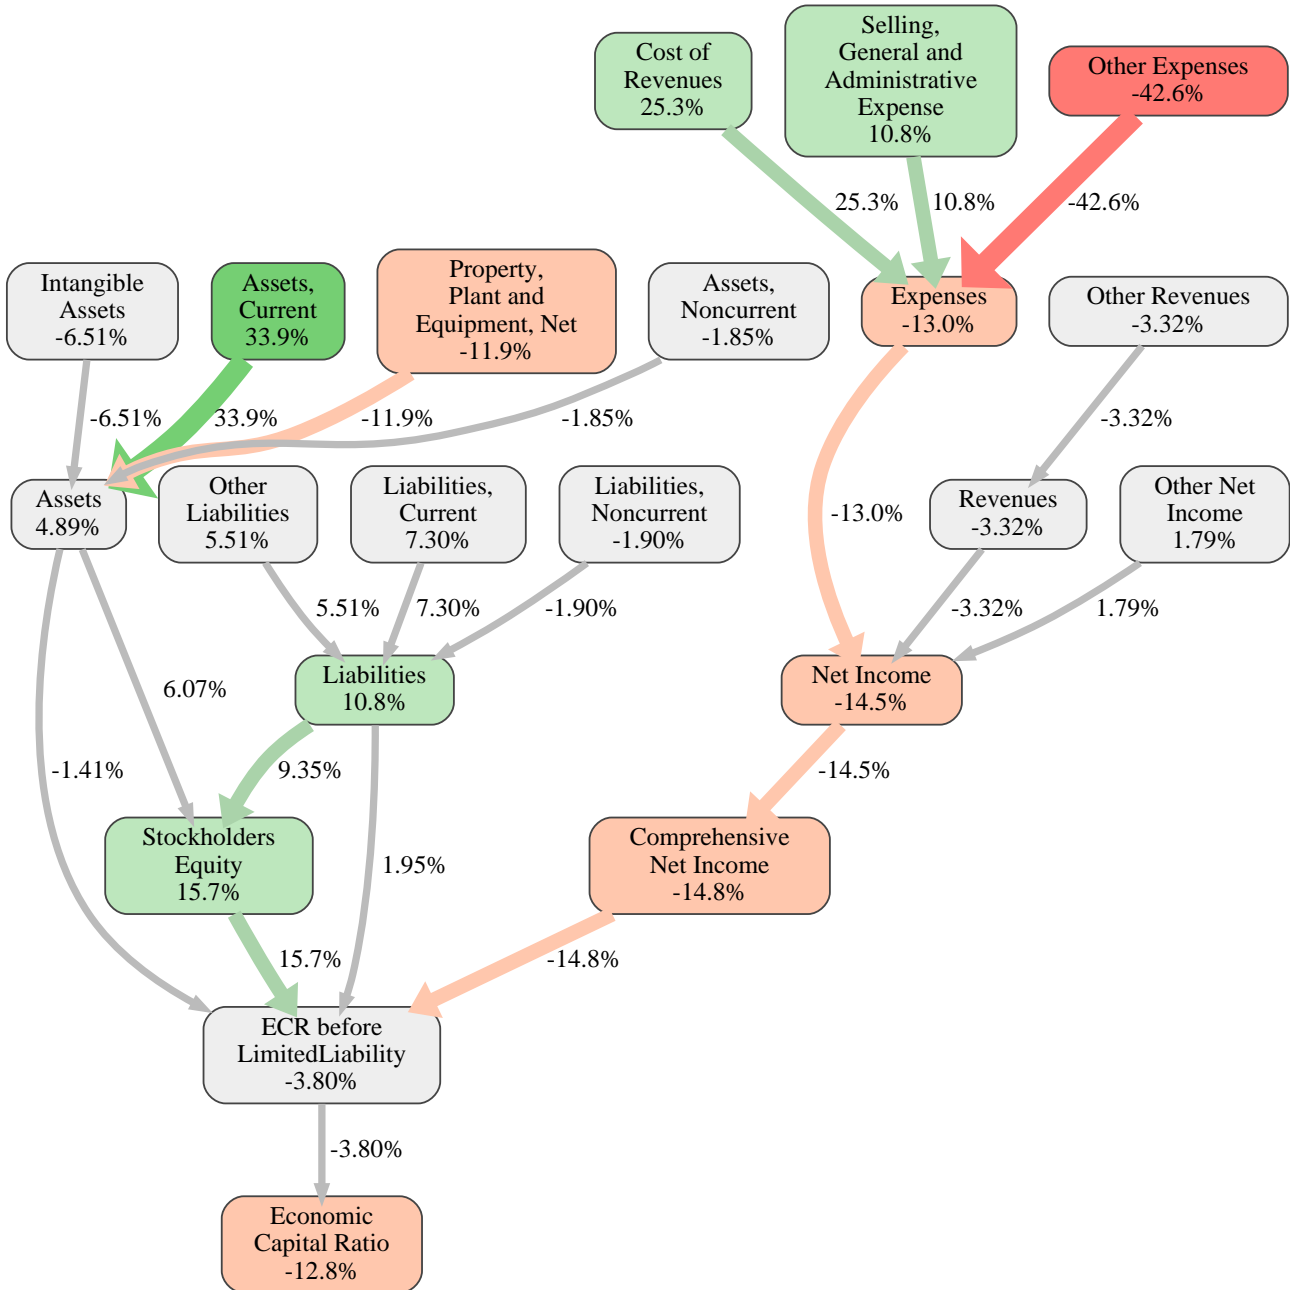 Cost of
Revenues
25.3%
Selling,
General and
Administrative
Expense
10.8%
Other Expenses
-42.6%
25.3%
10.8%
-42.6%
Intangible
Assets
-6.51%
Assets,
Current
33.9%
Property,
Plant and
Equipment, Net
-11.9%
Assets,
Noncurrent
-1.85%
Expenses
-13.0%
Other Revenues
-3.32%
-6.51%
33.9%
-11.9%
-1.85%
-3.32%
Assets
4.89%
Other
Liabilities
5.51%
Liabilities,
Current
7.30%
Liabilities,
Noncurrent
-1.90%
-13.0%
Revenues
-3.32%
Other Net
Income
1.79%
5.51%
7.30%
-1.90%
-3.32%
1.79%
6.07%
Liabilities
10.8%
Net Income
-14.5%
-1.41%
9.35%
-14.5%
Stockholders
Equity
15.7%
1.95%
Comprehensive
Net Income
-14.8%
15.7%
-14.8%
ECR before
LimitedLiability
-3.80%
-3.80%
Economic
Capital Ratio
-12.8%